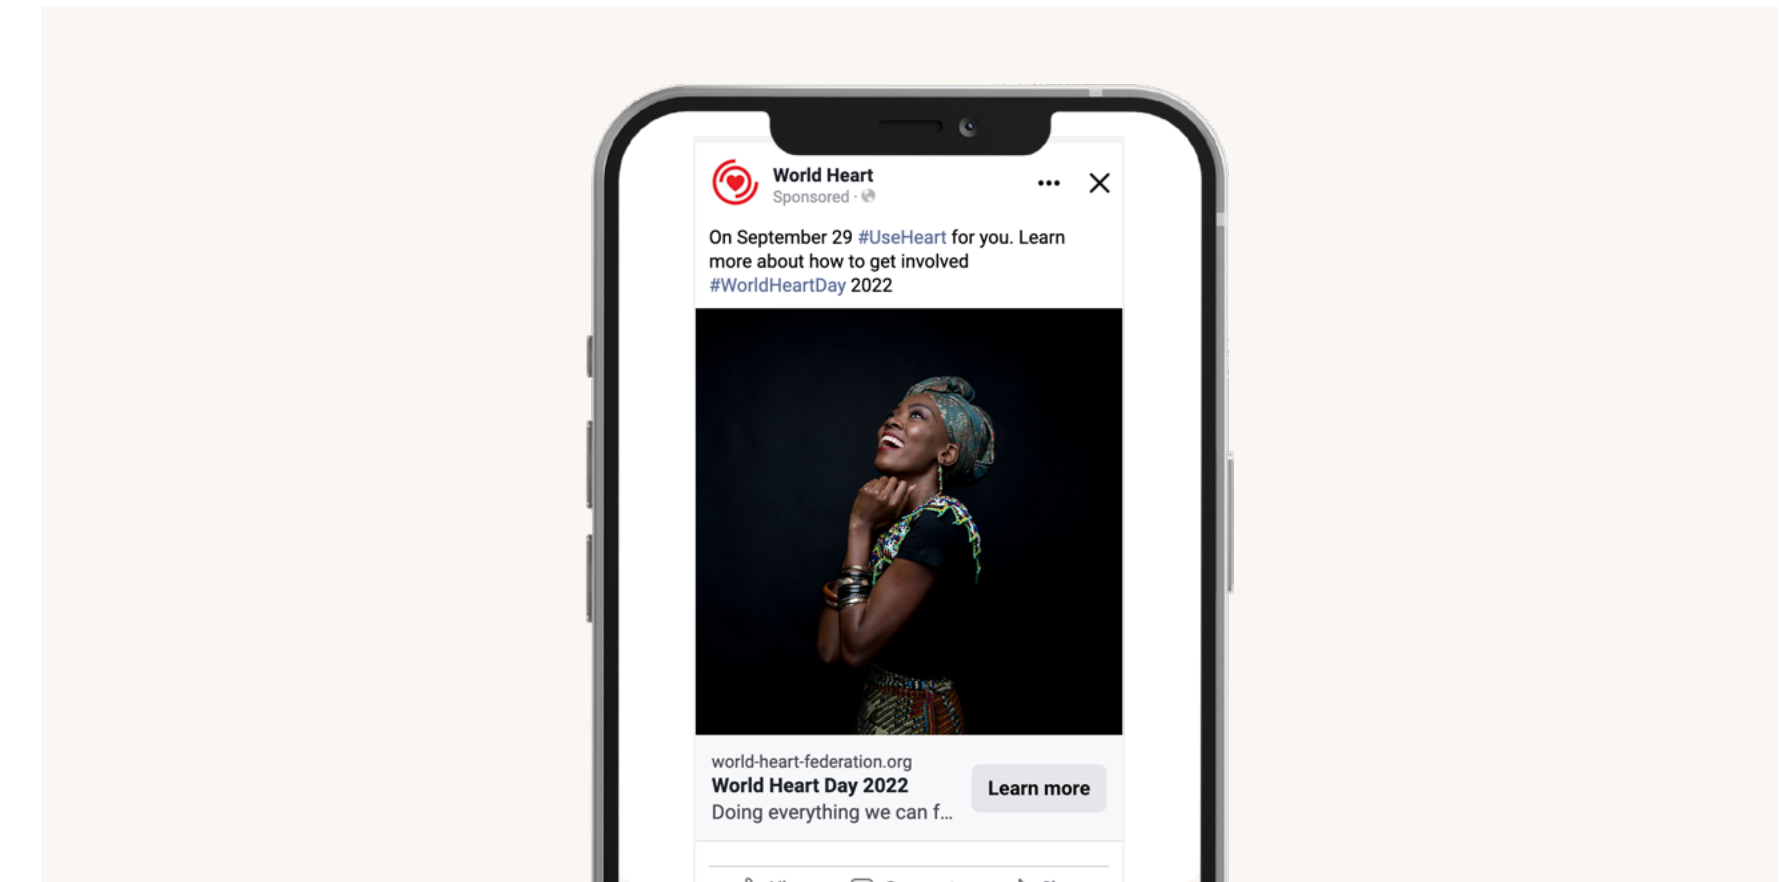 World Heart
Sponsored ·
On September 29 #UseHeart for you. Learn
more about how to get involved
#WorldHeartDay 2022
world-heart-federation.org
World Heart Day 2022
Doing everything we can f...
Learn more